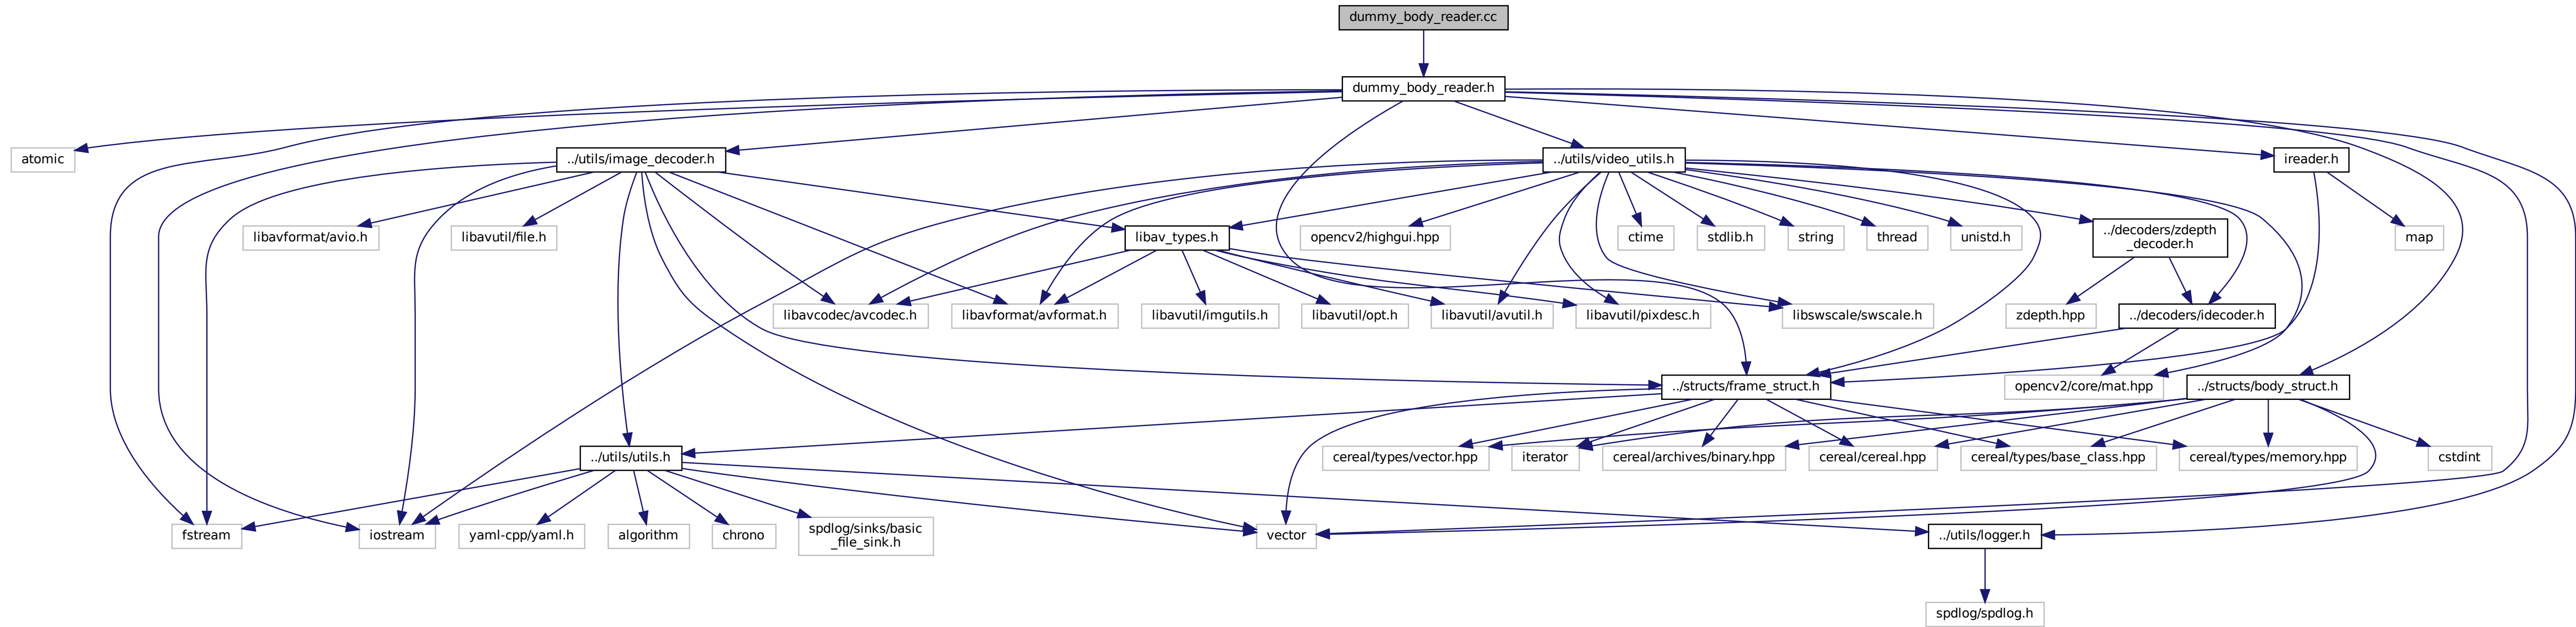 dummy_body_reader.cc
dummy_body_reader.h
atomic
../utils/image_decoder.h
../utils/video_utils.h
ireader.h
libavformat/avio.h
libavutil/file.h
libav_types.h
opencv2/highgui.hpp
ctime
stdlib.h
string
thread
unistd.h
../decoders/zdepth
_decoder.h
map
libavcodec/avcodec.h
libavformat/avformat.h
libavutil/imgutils.h
libavutil/opt.h
libavutil/avutil.h
libavutil/pixdesc.h
libswscale/swscale.h
zdepth.hpp
../decoders/idecoder.h
../structs/frame_struct.h
opencv2/core/mat.hpp
../structs/body_struct.h
../utils/utils.h
cereal/types/vector.hpp
iterator
cereal/archives/binary.hpp
cereal/cereal.hpp
cereal/types/base_class.hpp
cereal/types/memory.hpp
cstdint
fstream
iostream
yaml-cpp/yaml.h
algorithm
chrono
spdlog/sinks/basic
_file_sink.h
vector
../utils/logger.h
spdlog/spdlog.h